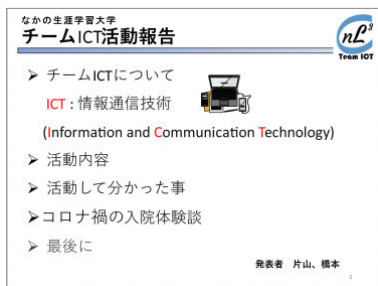 なかの生涯学習大学
チームICT活動報告
nL³
Team IOT
➢ チームICTについて
ICT : 情報通信技術
(Information and Communication Technology)
➢ 活動内容
➢ 活動して分かった事
➢コロナ禍の入院体験談
➢ 最後に
発表者　片山、橋本
1